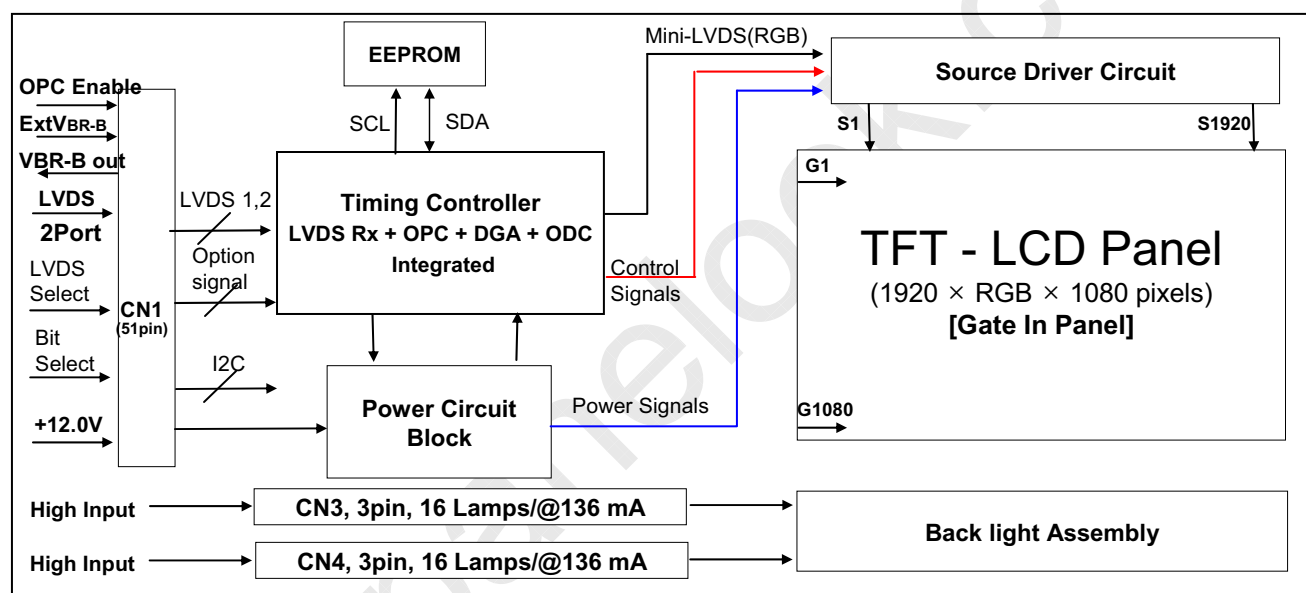 OPC Enable
ExtVBR-B
VBR-B out
LVDS
2Port
LVDS
Select
Bit
Select
+12.0V
CN1
(51pin)
LVDS 1,2
Option
signal
I2C
EEPROM
SCL
SDA
Timing Controller
LVDS Rx + OPC + DGA + ODC
Integrated
Power Circuit
Block
Mini-LVDS(RGB)
Control
Signals
Power Signals
Source Driver Circuit
S1
S1920
G1
TFT - LCD Panel
(1920 × RGB × 1080 pixels)
[Gate In Panel]
G1080
High Input
CN3, 3pin, 16 Lamps/@136 mA
High Input
CN4, 3pin, 16 Lamps/@136 mA
Back light Assembly